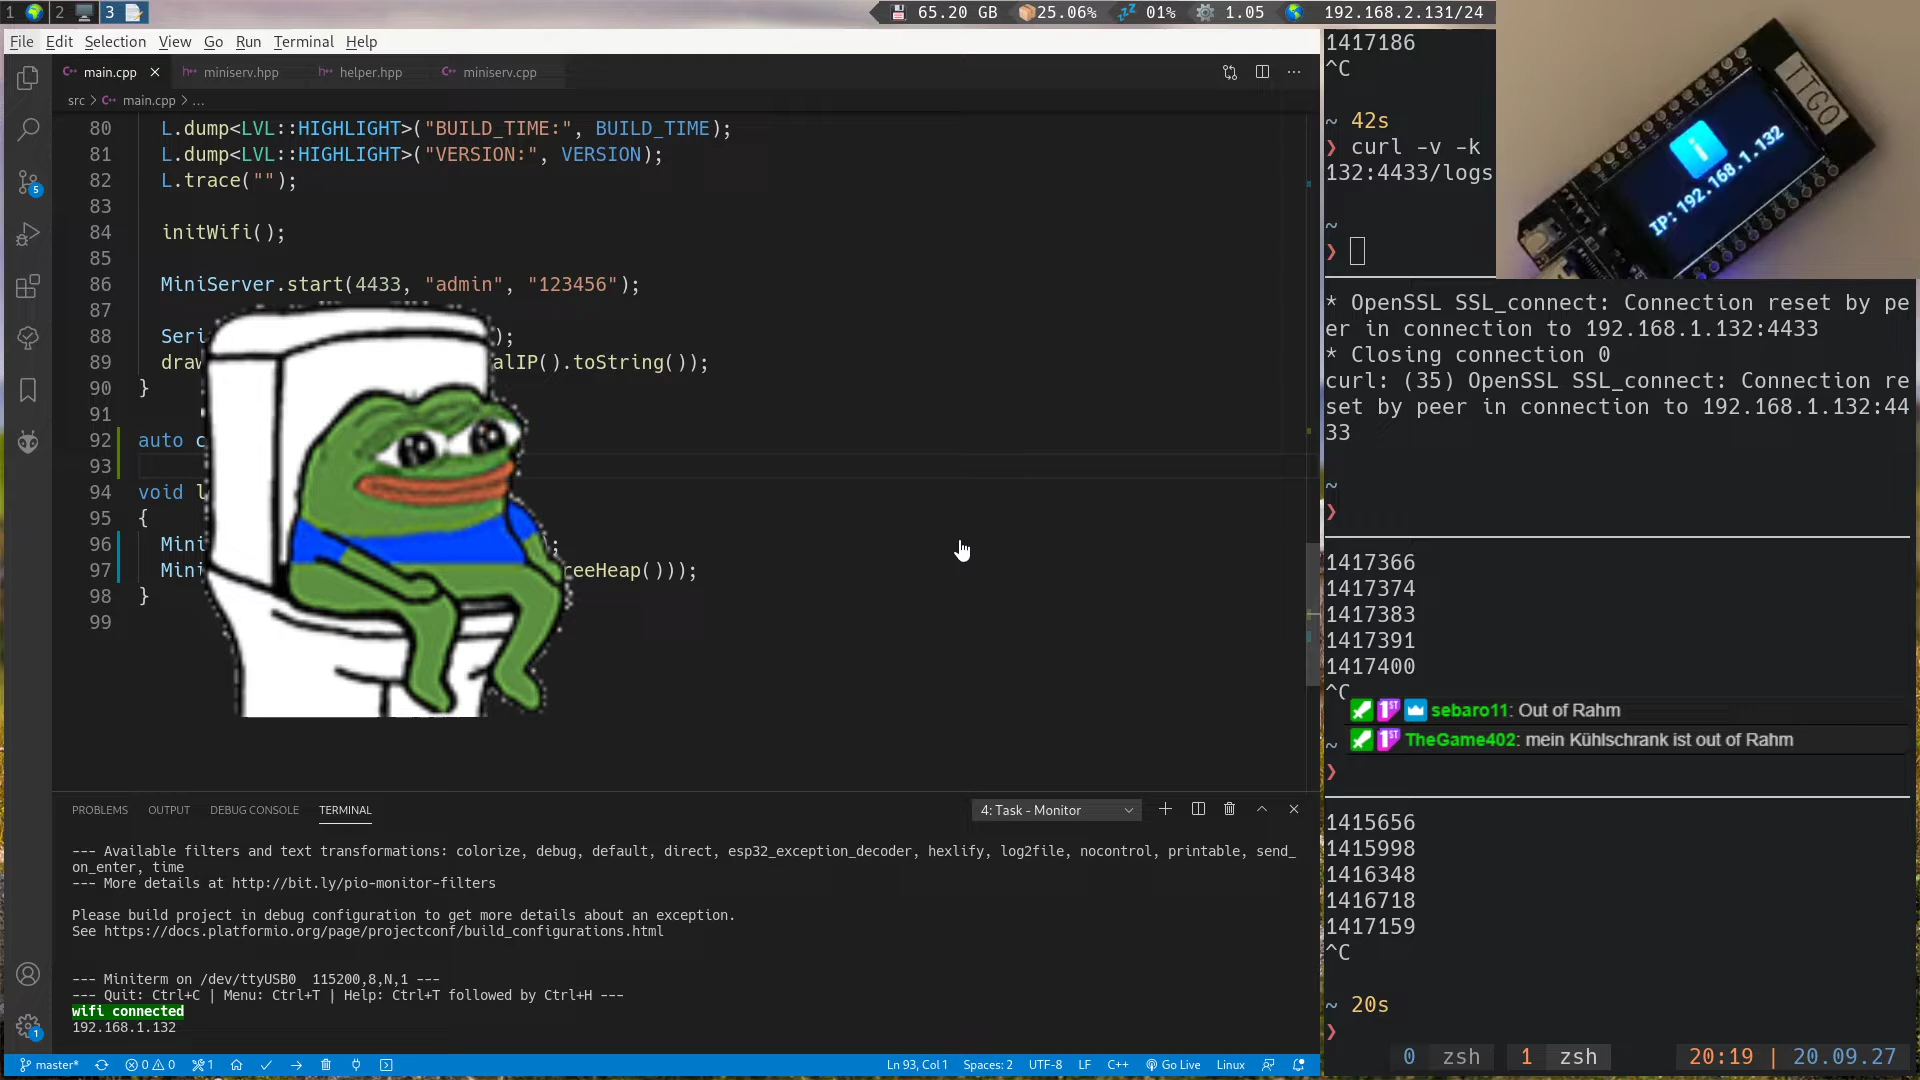 1 2 3 65.20 GB 25.06% 01% 1.05 192.168.2.131/24
File Edit Selection View Go Run Terminal Help
main.cpp miniserv.hpp helper.hpp miniserv.cpp
src > main.cpp > ...
80 L.dump<LVL::HIGHLIGHT>("BUILD_TIME:", BUILD_TIME);
81 L.dump<LVL::HIGHLIGHT>("VERSION:", VERSION);
82 L.trace("");
83
84 initWifi();
85
86 MiniServer.start(4433, "admin", "123456");
87
88 Seri );
89 draw alIP().toString());
90 }
91
92 auto c
93
94 void l
95 {
96 Mini ;
97 Mini reeHeap()));
98 }
99
PROBLEMS OUTPUT DEBUG CONSOLE TERMINAL 4: Task - Monitor
--- Available filters and text transformations: colorize, debug, default, direct, esp32_exception_decoder, hexlify, log2file, nocontrol, printable, send_
on_enter, time
--- More details at http://bit.ly/pio-monitor-filters
Please build project in debug configuration to get more details about an exception.
See https://docs.platformio.org/page/projectconf/build_configurations.html
--- Miniterm on /dev/ttyUSB0  115200,8,N,1 ---
--- Quit: Ctrl+C | Menu: Ctrl+T | Help: Ctrl+T followed by Ctrl+H ---
wifi connected
192.168.1.132
5
1
master* 0 0 1 Ln 93, Col 1 Spaces: 2 UTF-8 LF C++ Go Live Linux
1417186
^C
~ 42s
❯ curl -v -k
132:4433/logs
~
❯
TTGO
i
IP:192.168.1.132
* OpenSSL SSL_connect: Connection reset by pe
er in connection to 192.168.1.132:4433
* Closing connection 0
curl: (35) OpenSSL SSL_connect: Connection re
set by peer in connection to 192.168.1.132:44
33
~
❯
1417366
1417374
1417383
1417391
1417400
^C
1ST sebaro11: Out of Rahm
1ST TheGame402: mein Kühlschrank ist out of Rahm
~
❯
1415656
1415998
1416348
1416718
1417159
^C
~ 20s
❯
0 zsh 1 zsh 20:19 | 20.09.27